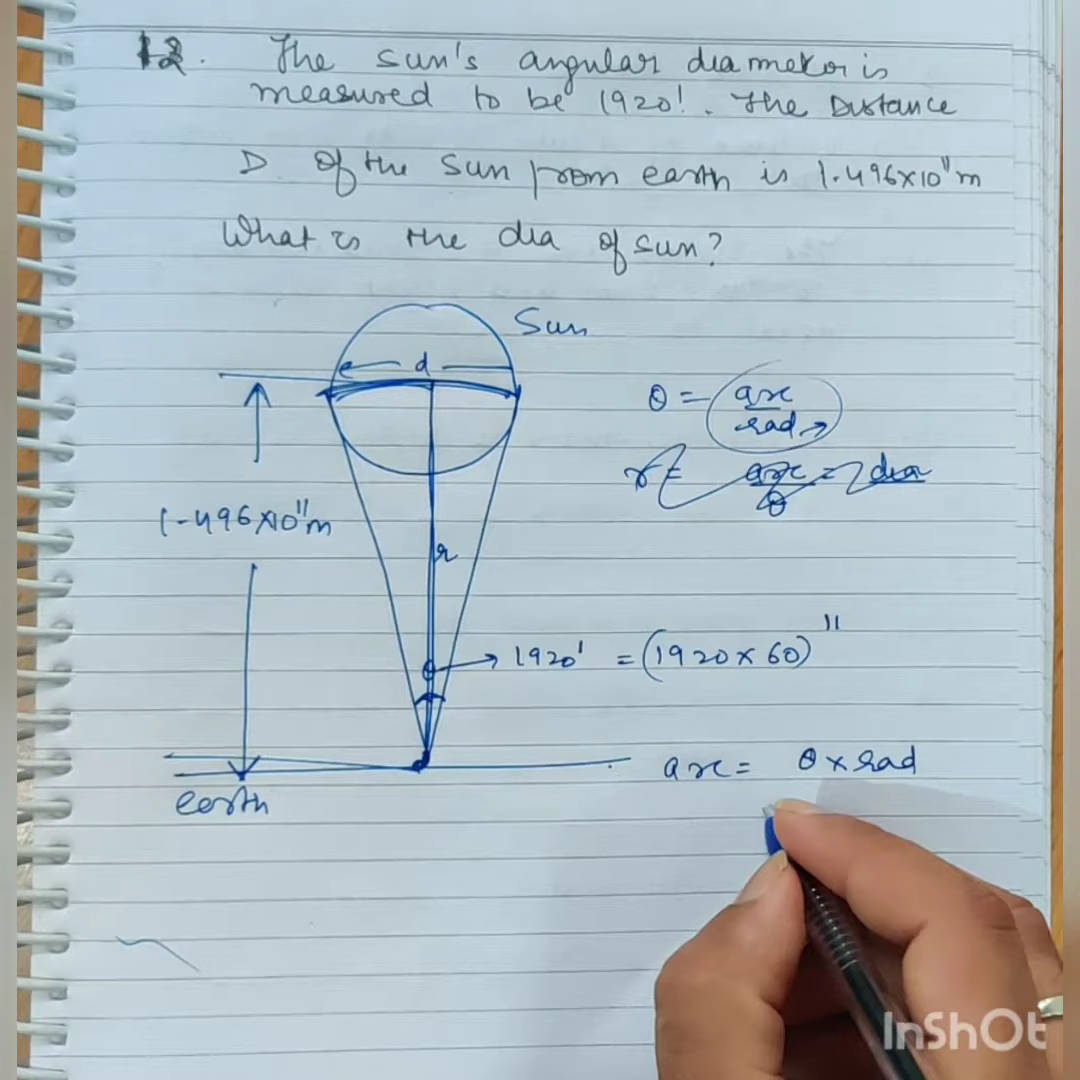 12. The sun's angular diameter is
measured to be 1920'. The Distance
D of the sun from earth is 1.496×10¹¹m
What is the dia of sun?
Sun
d
θ = arc/rad
r = arc/θ = dia
1.496×10¹¹m
r
θ → 1920' = (1920×60)"
arc = θ × rad
earth
InShOt